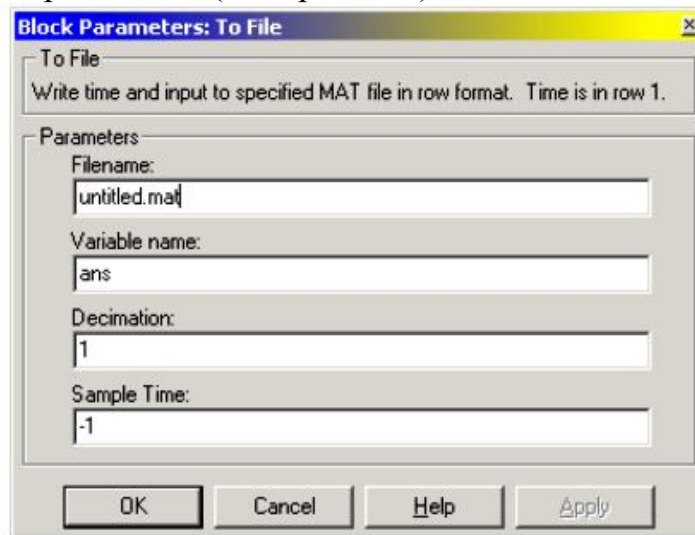 Block Parameters: To File
To File
Write time and input to specified MAT file in row format. Time is in row 1.
Parameters
Filename:
untitled.mat
Variable name:
ans
Decimation:
1
Sample Time:
-1
OK Cancel Help Apply